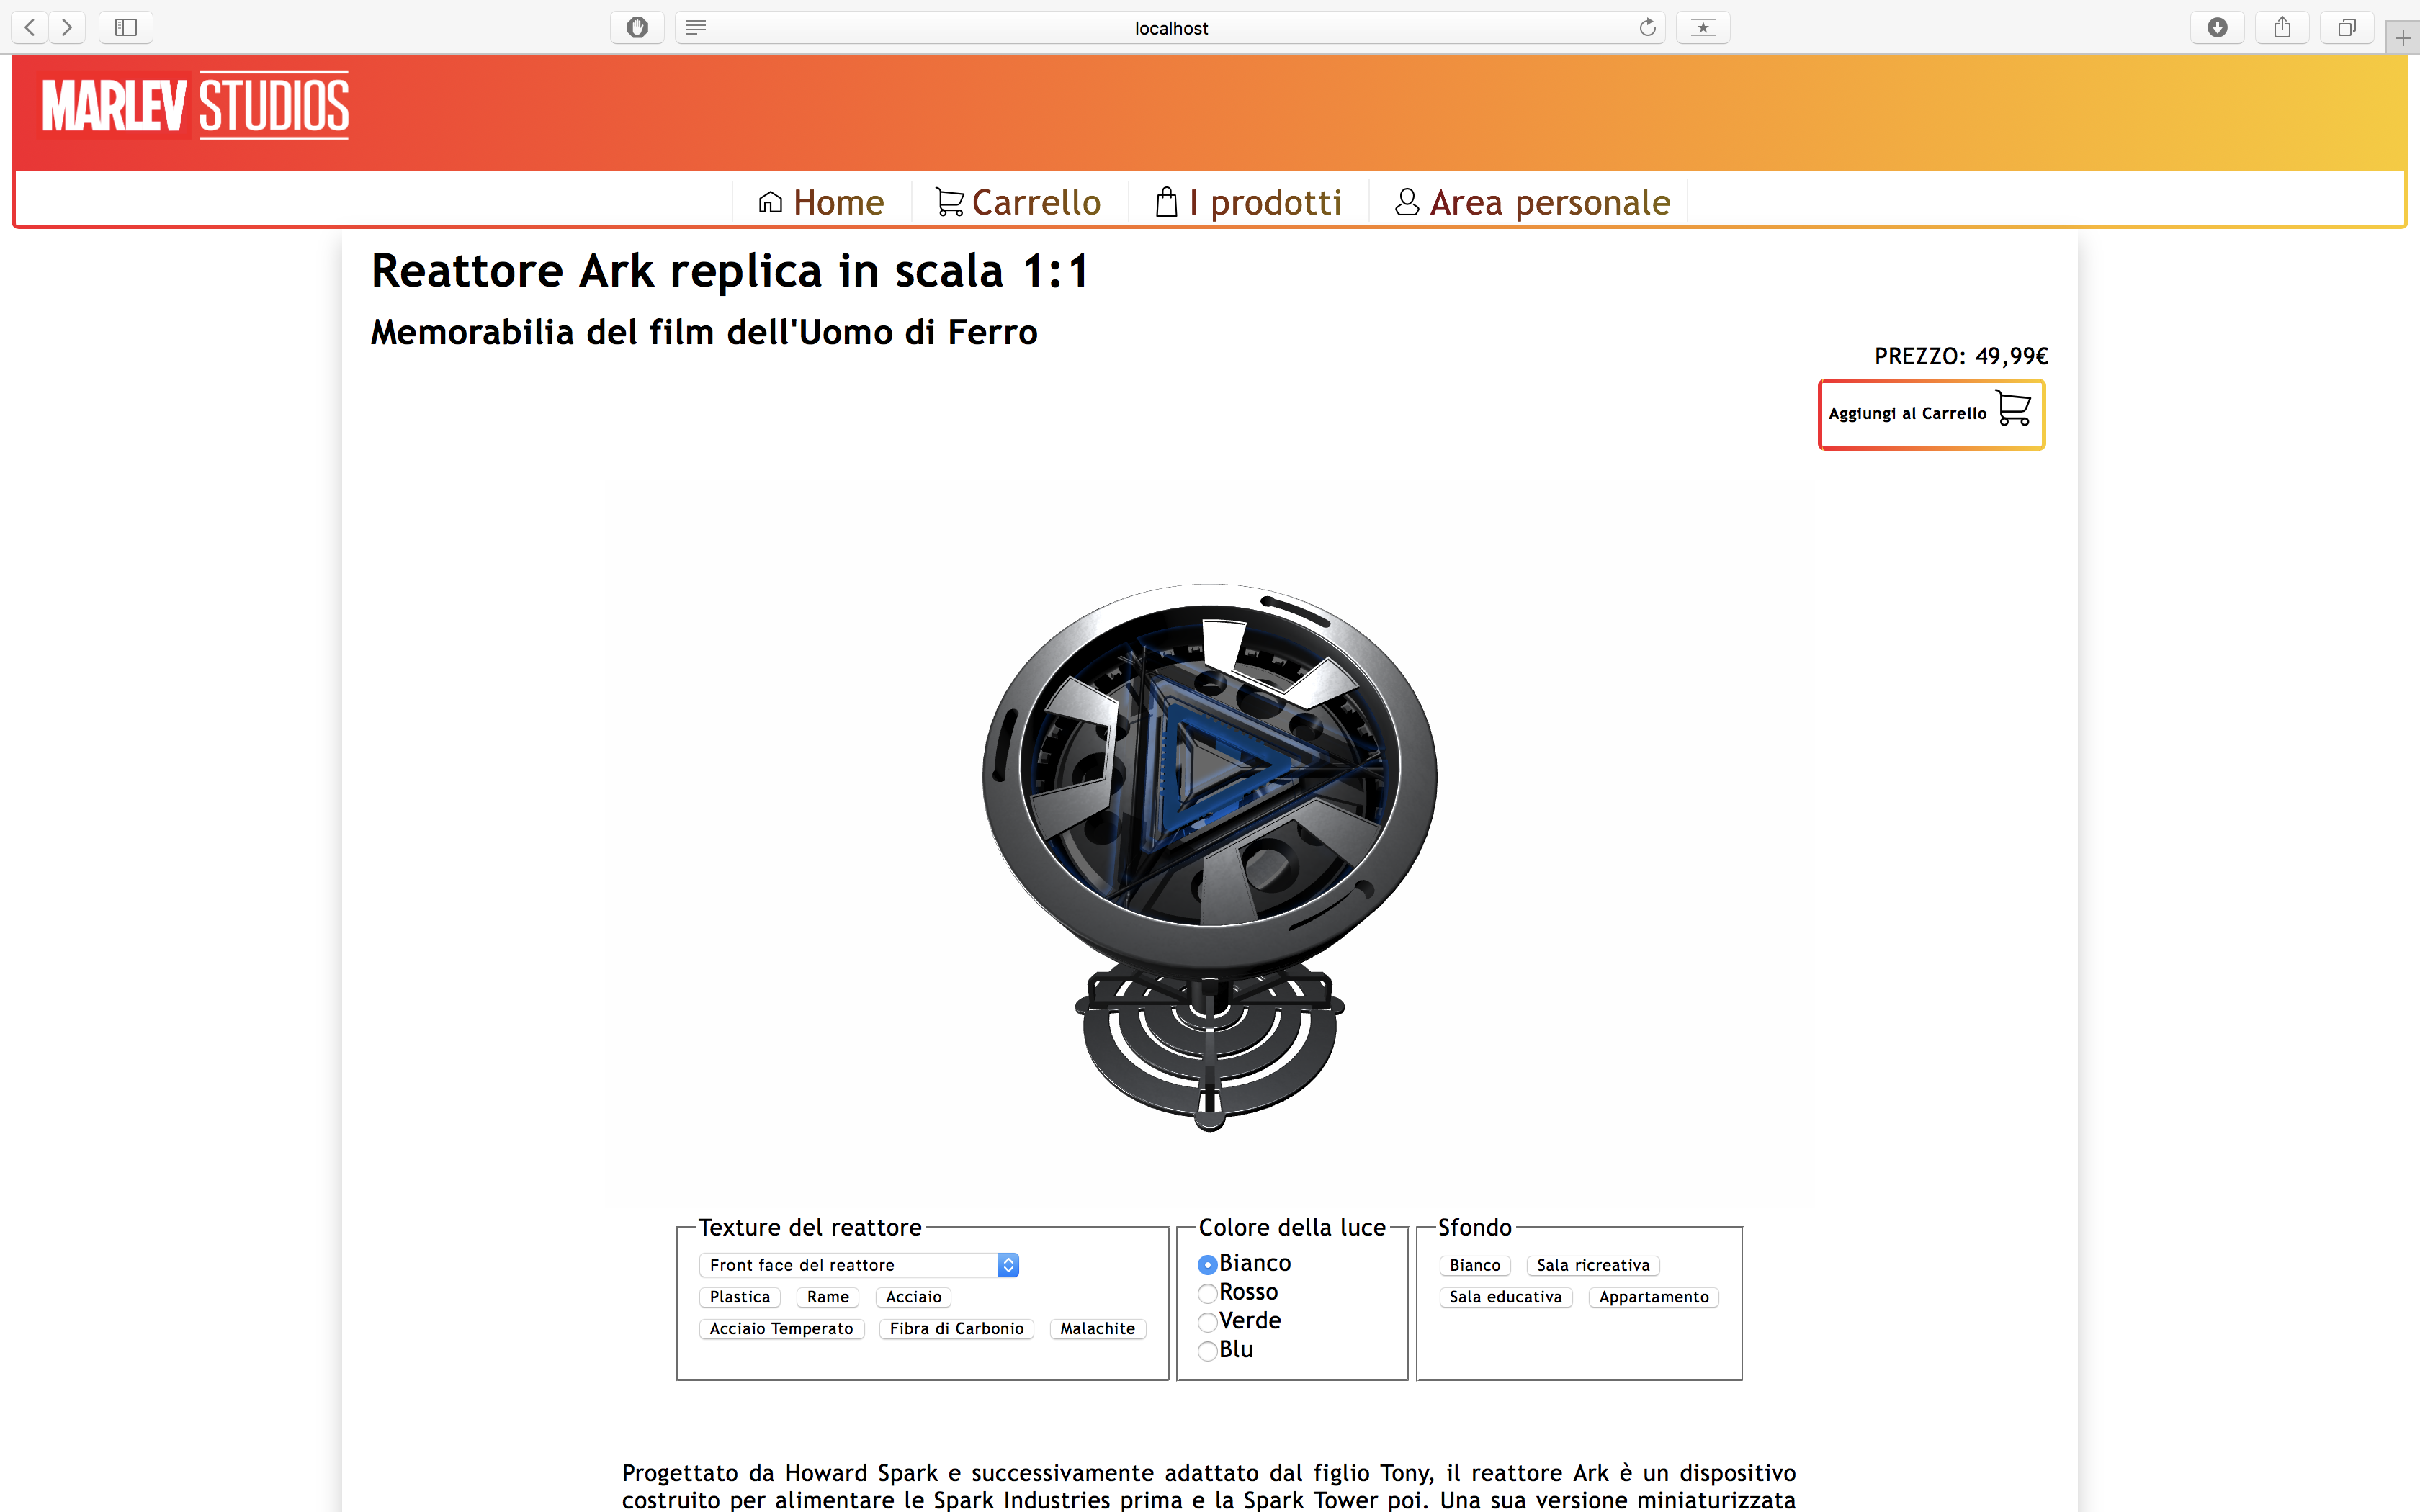 localhost
MARLEV STUDIOS
Home Carrello I prodotti Area personale
Reattore Ark replica in scala 1:1
Memorabilia del film dell'Uomo di Ferro
PREZZO: 49,99€
Aggiungi al Carrello
Texture del reattore
Front face del reattore
Plastica Rame Acciaio
Acciaio Temperato Fibra di Carbonio Malachite
Colore della luce
Bianco
Rosso
Verde
Blu
Sfondo
Bianco Sala ricreativa
Sala educativa Appartamento
Progettato da Howard Spark e successivamente adattato dal figlio Tony, il reattore Ark è un dispositivo
costruito per alimentare le Spark Industries prima e la Spark Tower poi. Una sua versione miniaturizzata